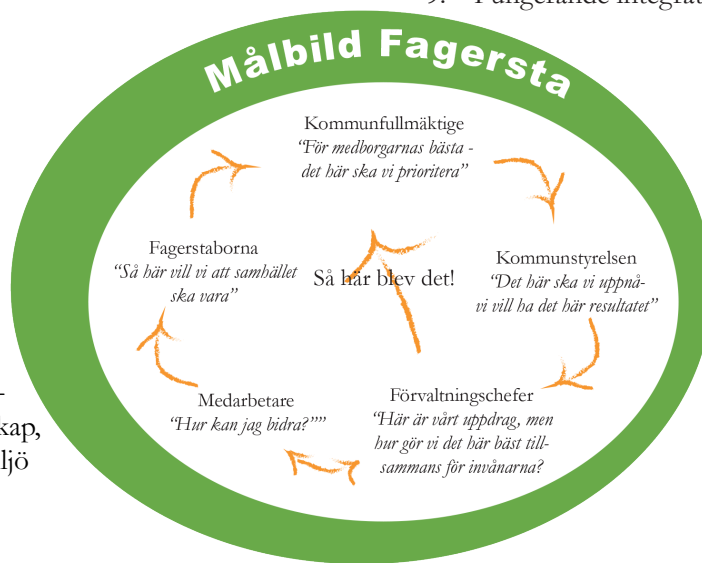 Målbild Fagersta
Kommunfullmäktige
“För medborgarnas bästa -
det här ska vi prioritera”
Kommunstyrelsen
“Det här ska vi uppnå-
vi vill ha det här resultatet”
Förvaltningschefer
“Här är vårt uppdrag, men
hur gör vi det här bäst till-
sammans för invånarna?
Medarbetare
“Hur kan jag bidra?””
Fagerstaborna
“Så här vill vi att samhället
ska vara”
Så här blev det!
kap,
ljö